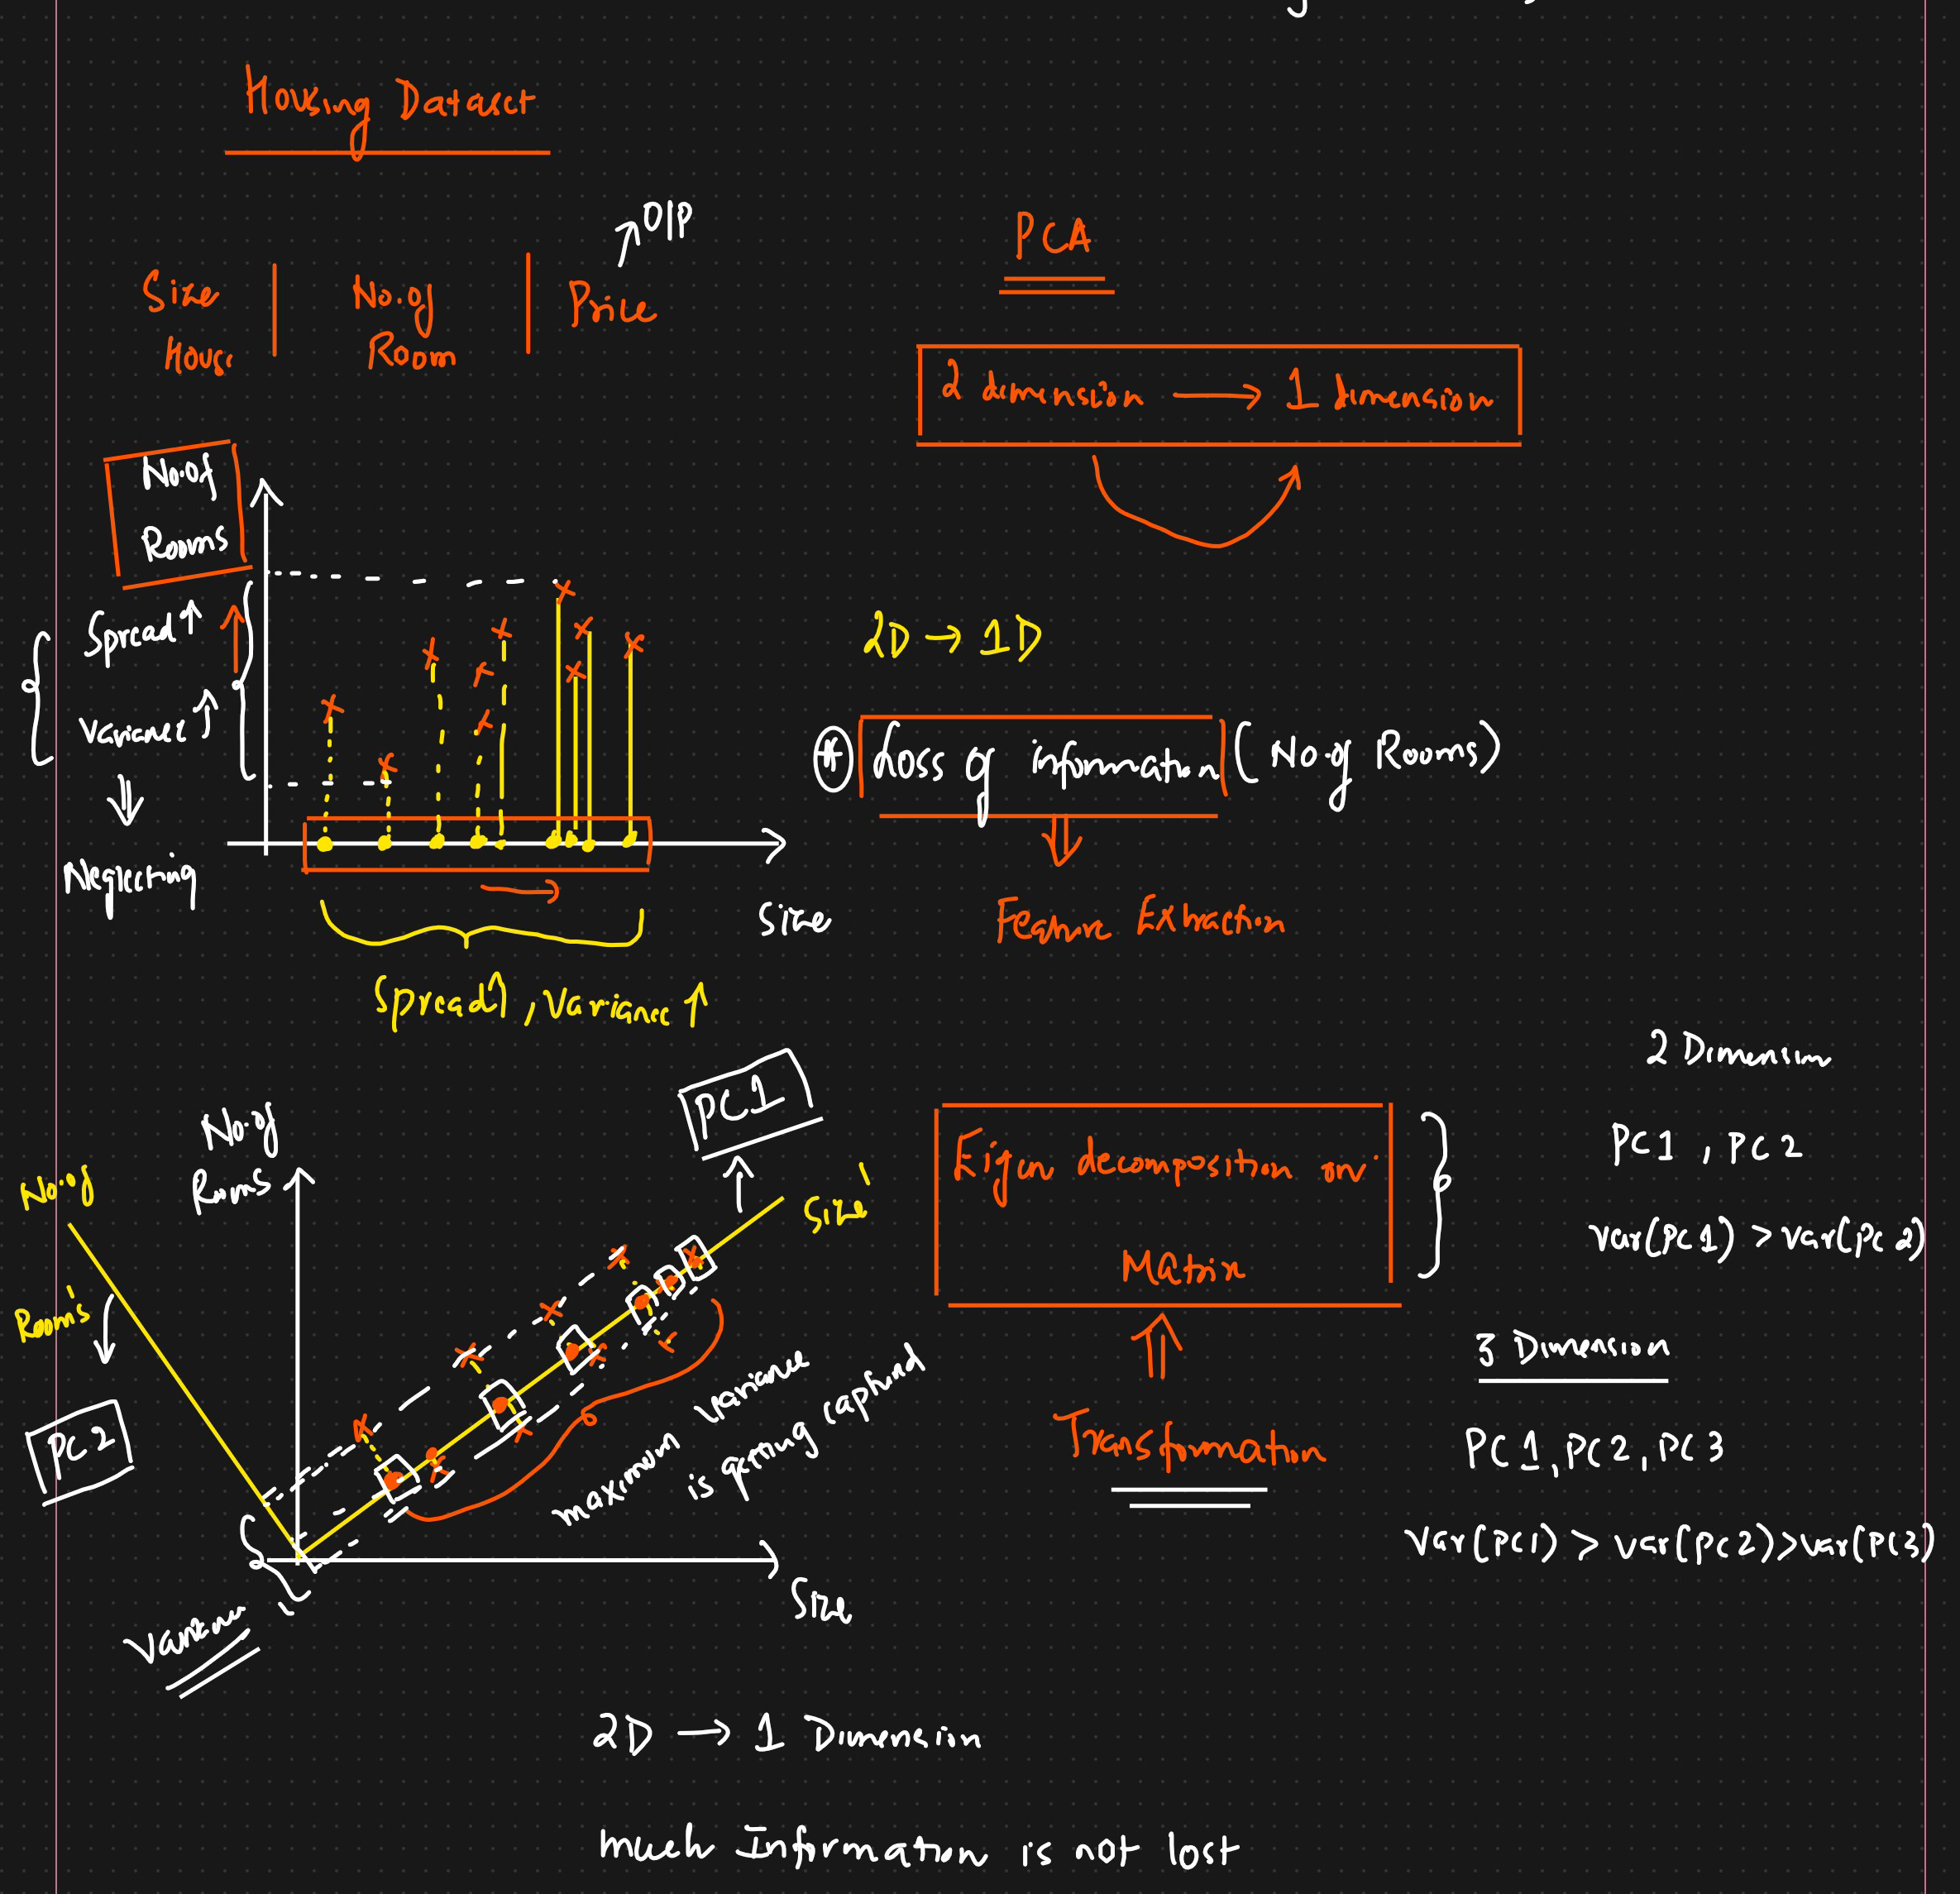 Housing Dataset
O/P
Size House | No. of Room | Price
PCA
2 dimension → 1 dimension
No. of
Rooms
Spread ↑
Variance ↑
Neglecting
Size
Spread ↑, Variance ↑
2D → 1D
* Loss of information (No. of Rooms)
Feature Extraction
No. of
Rooms
No. of
Rooms'
PC1
Size'
PC2
maximum variance
is getting captured
Size
Variance
Eigen decomposition on
Matrix
Transformation
2 Dimension
PC1, PC2
Var(PC1) > Var(PC2)
3 Dimension
PC1, PC2, PC3
Var(PC1) > Var(PC2) > Var(PC3)
2D → 1 Dimension
much Information is not lost